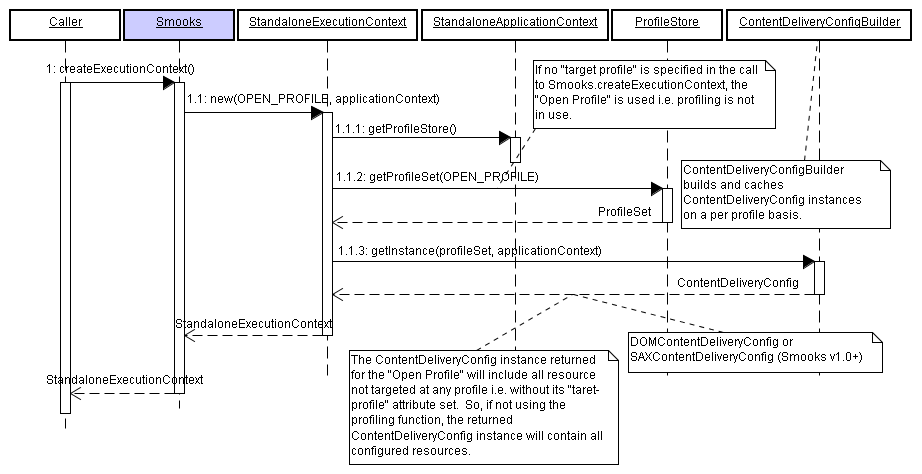 Caller
Smooks
StandaloneExecutionContext
StandaloneApplicationContext
ProfileStore
ContentDeliveryConfigBuilder
1: createExecutionContext()
If no "target profile" is specified in the call
to Smooks.createExecutionContext, the
"Open Profile" is used i.e. profiling is not
in use.
1.1: new(OPEN_PROFILE, applicationContext)
1.1.1: getProfileStore()
ContentDeliveryConfigBuilder
builds and caches
ContentDeliveryConfig instances
on a per profile basis.
1.1.2: getProfileSet(OPEN_PROFILE)
ProfileSet
1.1.3: getInstance(profileSet, applicationContext)
ContentDeliveryConfig
StandaloneExecutionContext
DOMContentDeliveryConfig or
SAXContentDeliveryConfig (Smooks v1.0+)
The ContentDeliveryConfig instance returned
for the "Open Profile" will include all resource
not targeted at any profile i.e. without its "taret-
profile" attribute set.  So, if not using the
profiling function, the returned
ContentDeliveryConfig instance will contain all
configured resources.
StandaloneExecutionContext